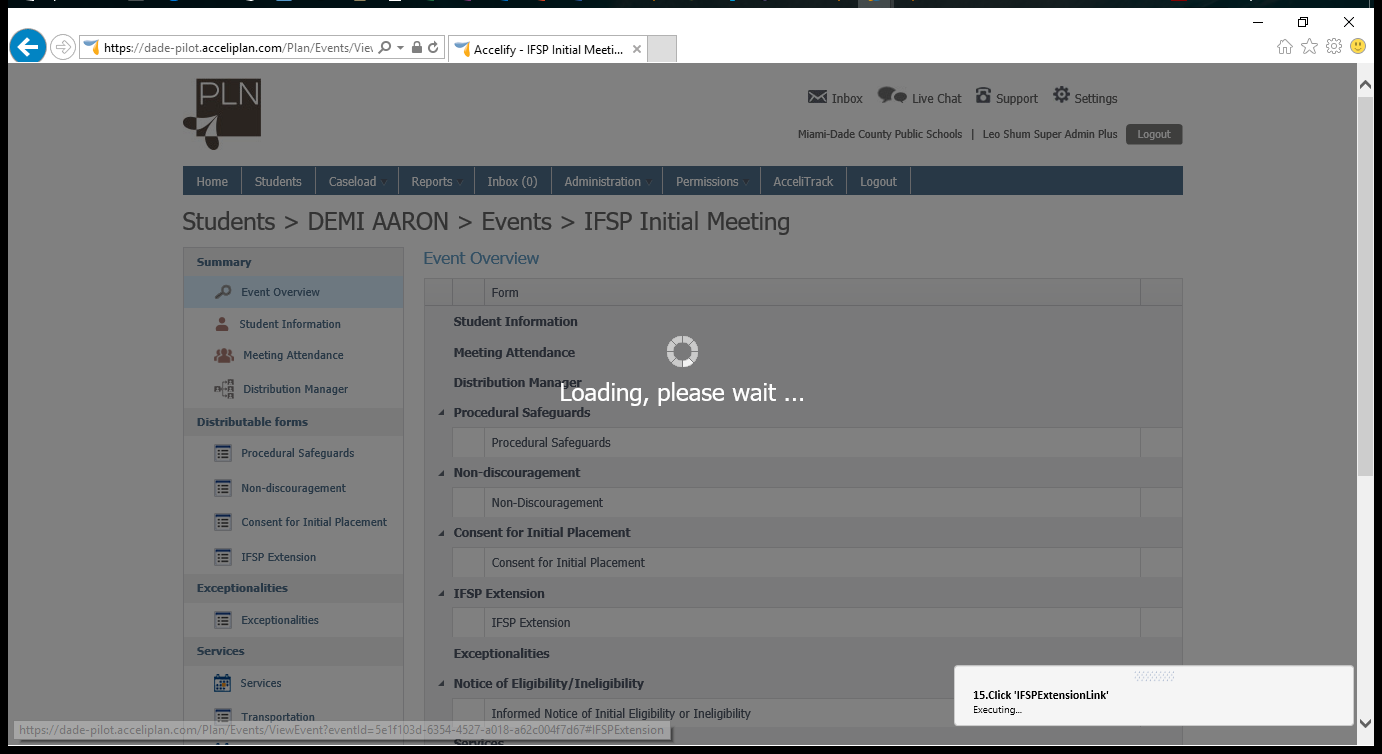 https://dade-pilot.acceliplan.com/Plan/Events/Viev
Accelify - IFSP Initial Meeti...
PLN
Inbox Live Chat Support Settings
Miami-Dade County Public Schools | Leo Shum Super Admin Plus Logout
Home Students Caseload Reports Inbox (0) Administration Permissions AcceliTrack Logout
Students > DEMI AARON > Events > IFSP Initial Meeting
Summary
Event Overview
Student Information
Meeting Attendance
Distribution Manager
Distributable forms
Procedural Safeguards
Non-discouragement
Consent for Initial Placement
IFSP Extension
Exceptionalities
Exceptionalities
Services
Services
Transportation
Event Overview
Form
Student Information
Meeting Attendance
Distribution Manager
Loading, please wait ...
Procedural Safeguards
Procedural Safeguards
Non-discouragement
Non-Discouragement
Consent for Initial Placement
Consent for Initial Placement
IFSP Extension
IFSP Extension
Exceptionalities
Notice of Eligibility/Ineligibility
Informed Notice of Initial Eligibility or Ineligibility
Services
15.Click 'IFSPExtensionLink'
Executing...
https://dade-pilot.acceliplan.com/Plan/Events/ViewEvent?eventId=5e1f103d-6354-4527-a018-a62c004f7d67#IFSPExtension